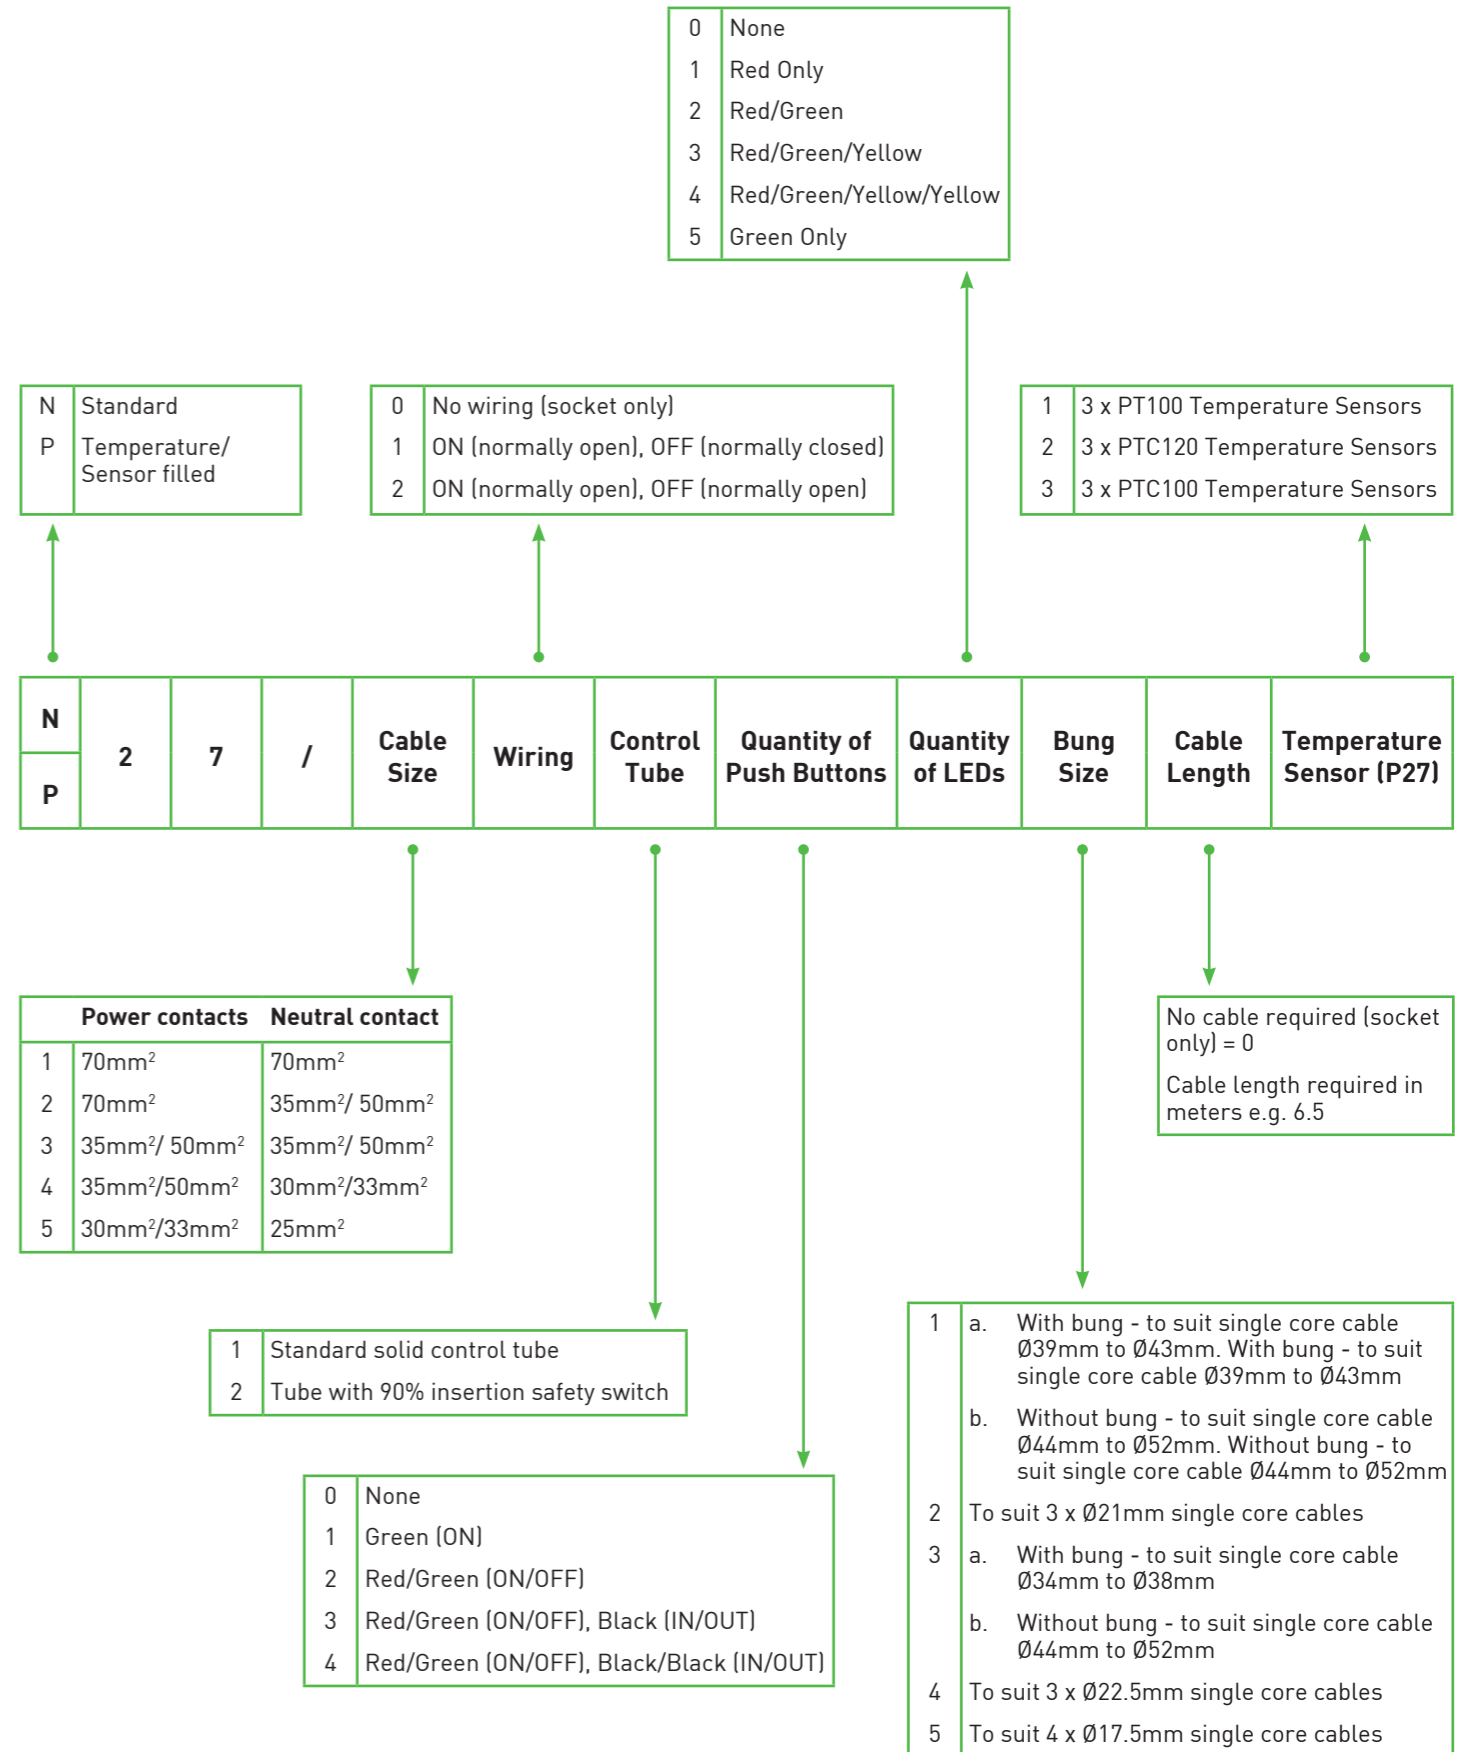 0 None
1 Red Only
2 Red/Green
3 Red/Green/Yellow
4 Red/Green/Yellow/Yellow
5 Green Only
N Standard
P Temperature/
Sensor filled
0 No wiring (socket only)
1 ON (normally open), OFF (normally closed)
2 ON (normally open), OFF (normally open)
1 3 x PT100 Temperature Sensors
2 3 x PTC120 Temperature Sensors
3 3 x PTC100 Temperature Sensors
N
P
2
7
/
Cable
Size
Wiring
Control
Tube
Quantity of
Push Buttons
Quantity
of LEDs
Bung
Size
Cable
Length
Temperature
Sensor (P27)
Power contacts Neutral contact
1 70mm² 70mm²
2 70mm² 35mm²/ 50mm²
3 35mm²/ 50mm² 35mm²/ 50mm²
4 35mm²/50mm² 30mm²/33mm²
5 30mm²/33mm² 25mm²
No cable required (socket
only) = 0
Cable length required in
meters e.g. 6.5
1 Standard solid control tube
2 Tube with 90% insertion safety switch
0 None
1 Green (ON)
2 Red/Green (ON/OFF)
3 Red/Green (ON/OFF), Black (IN/OUT)
4 Red/Green (ON/OFF), Black/Black (IN/OUT)
1 a. With bung - to suit single core cable
Ø39mm to Ø43mm. With bung - to suit
single core cable Ø39mm to Ø43mm
b. Without bung - to suit single core cable
Ø44mm to Ø52mm. Without bung - to
suit single core cable Ø44mm to Ø52mm
2 To suit 3 x Ø21mm single core cables
3 a. With bung - to suit single core cable
Ø34mm to Ø38mm
b. Without bung - to suit single core cable
Ø44mm to Ø52mm
4 To suit 3 x Ø22.5mm single core cables
5 To suit 4 x Ø17.5mm single core cables